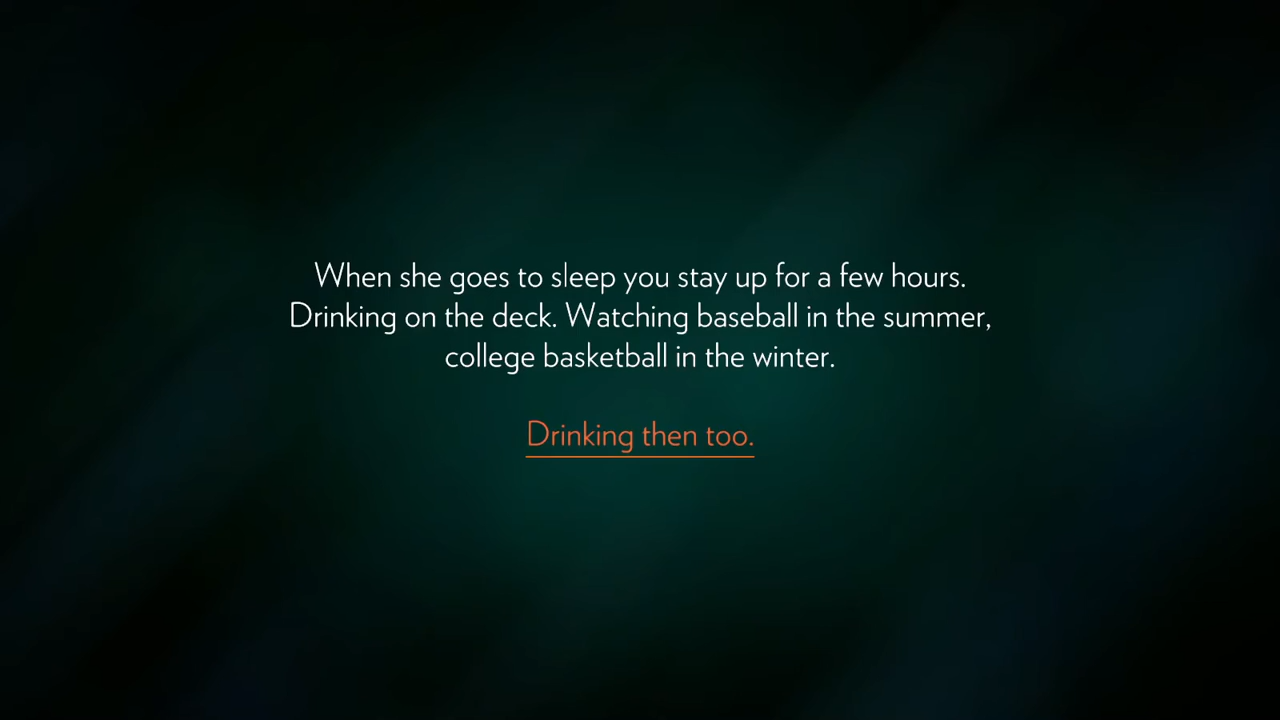 When she goes to sleep you stay up for a few hours.
Drinking on the deck. Watching baseball in the summer,
college basketball in the winter.
Drinking then too.